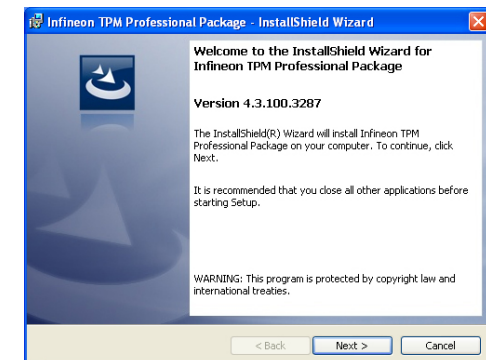 Infineon TPM Professional Package - InstallShield Wizard
Welcome to the InstallShield Wizard for
Infineon TPM Professional Package
Version 4.3.100.3287
The InstallShield(R) Wizard will install Infineon TPM
Professional Package on your computer. To continue, click
Next.
It is recommended that you close all other applications before
starting Setup.
WARNING: This program is protected by copyright law and
international treaties.
< Back Next > Cancel